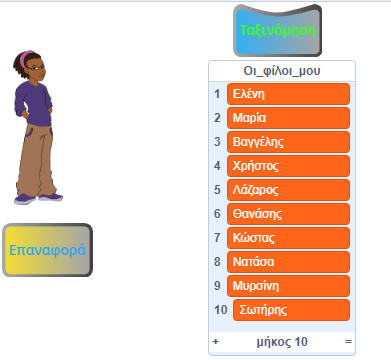 Ταξινόμηση
Οι_φίλοι_μου
1 Ελένη
2 Μαρία
3 Βαγγέλης
4 Χρήστος
5 Λάζαρος
6 Θανάσης
7 Κώστας
8 Νατάσα
9 Μυρσίνη
10 Σωτήρης
+ μήκος 10 =
Επαναφορά